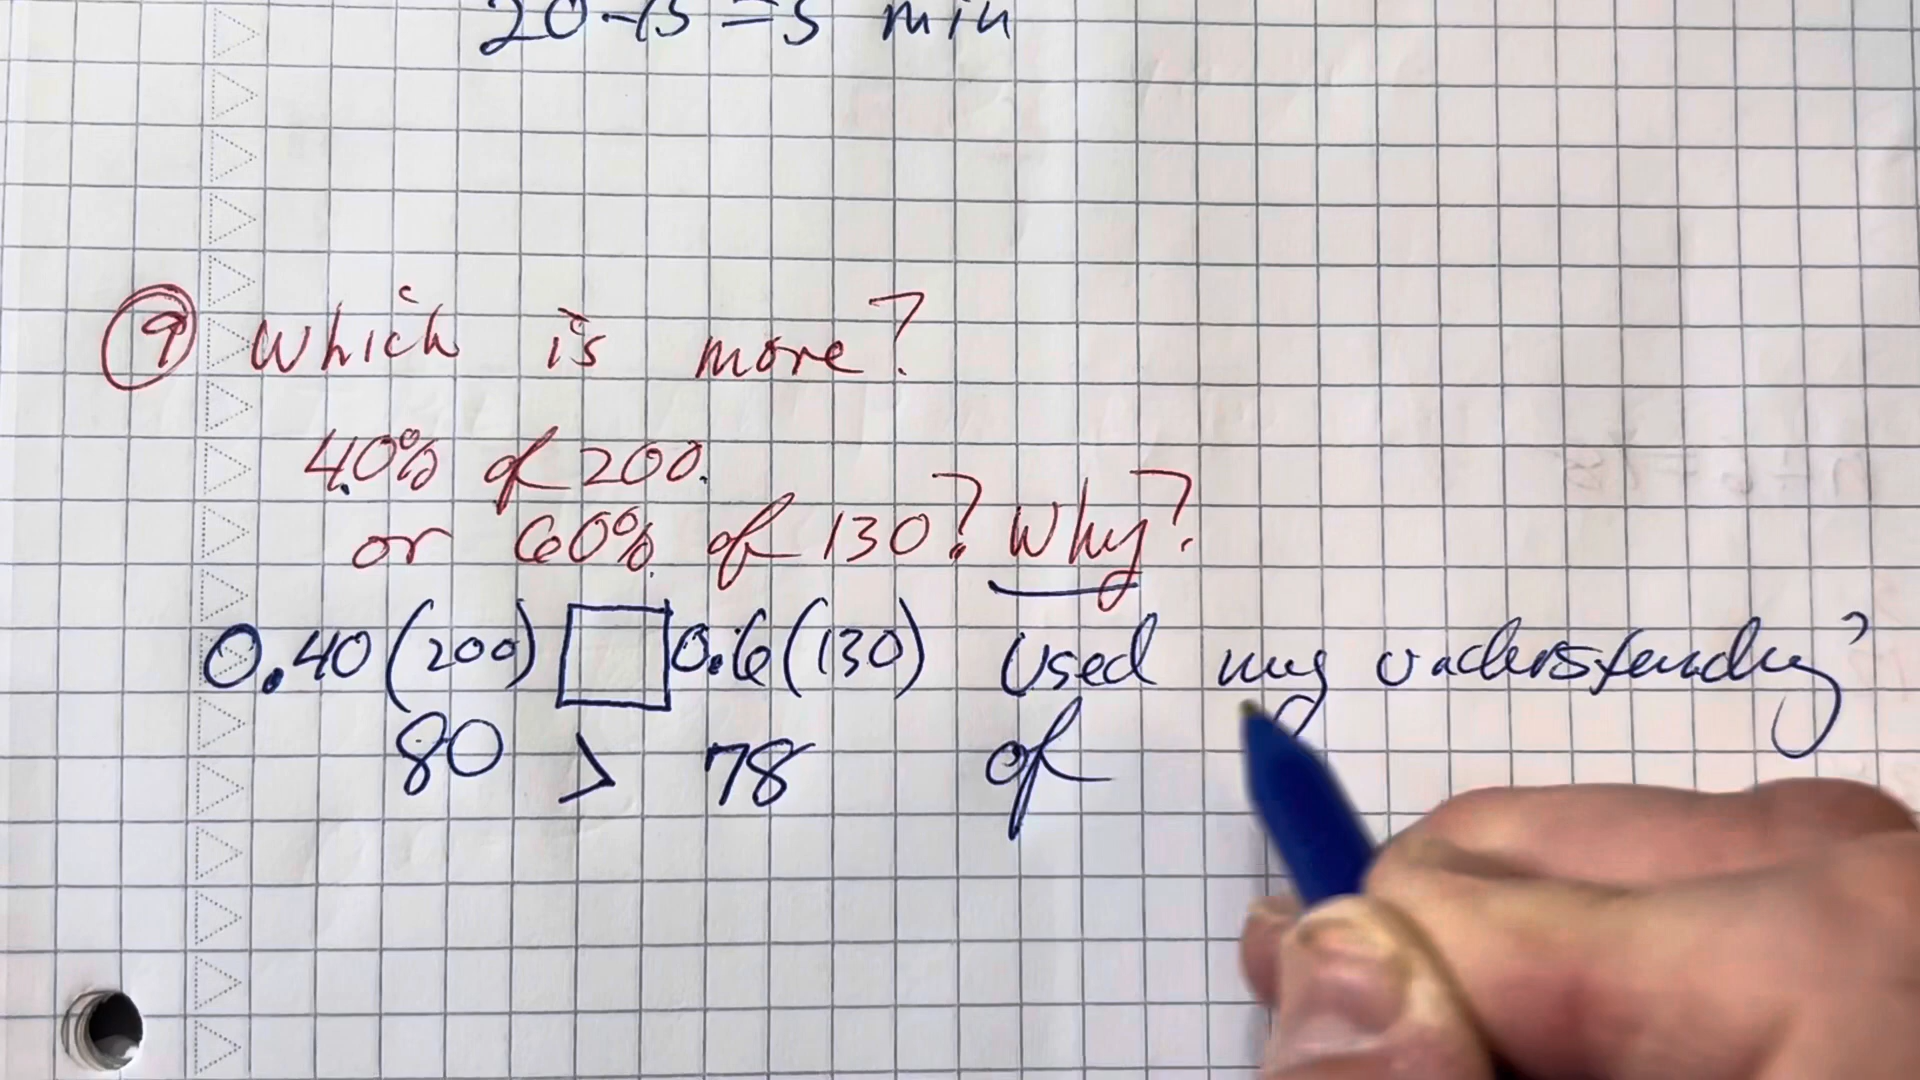 20-15=5 min
9 Which is more?
40% of 200.
or 60% of 130? Why?
0.40(200) 0.6(130) Used my understanding
80 > 78 of